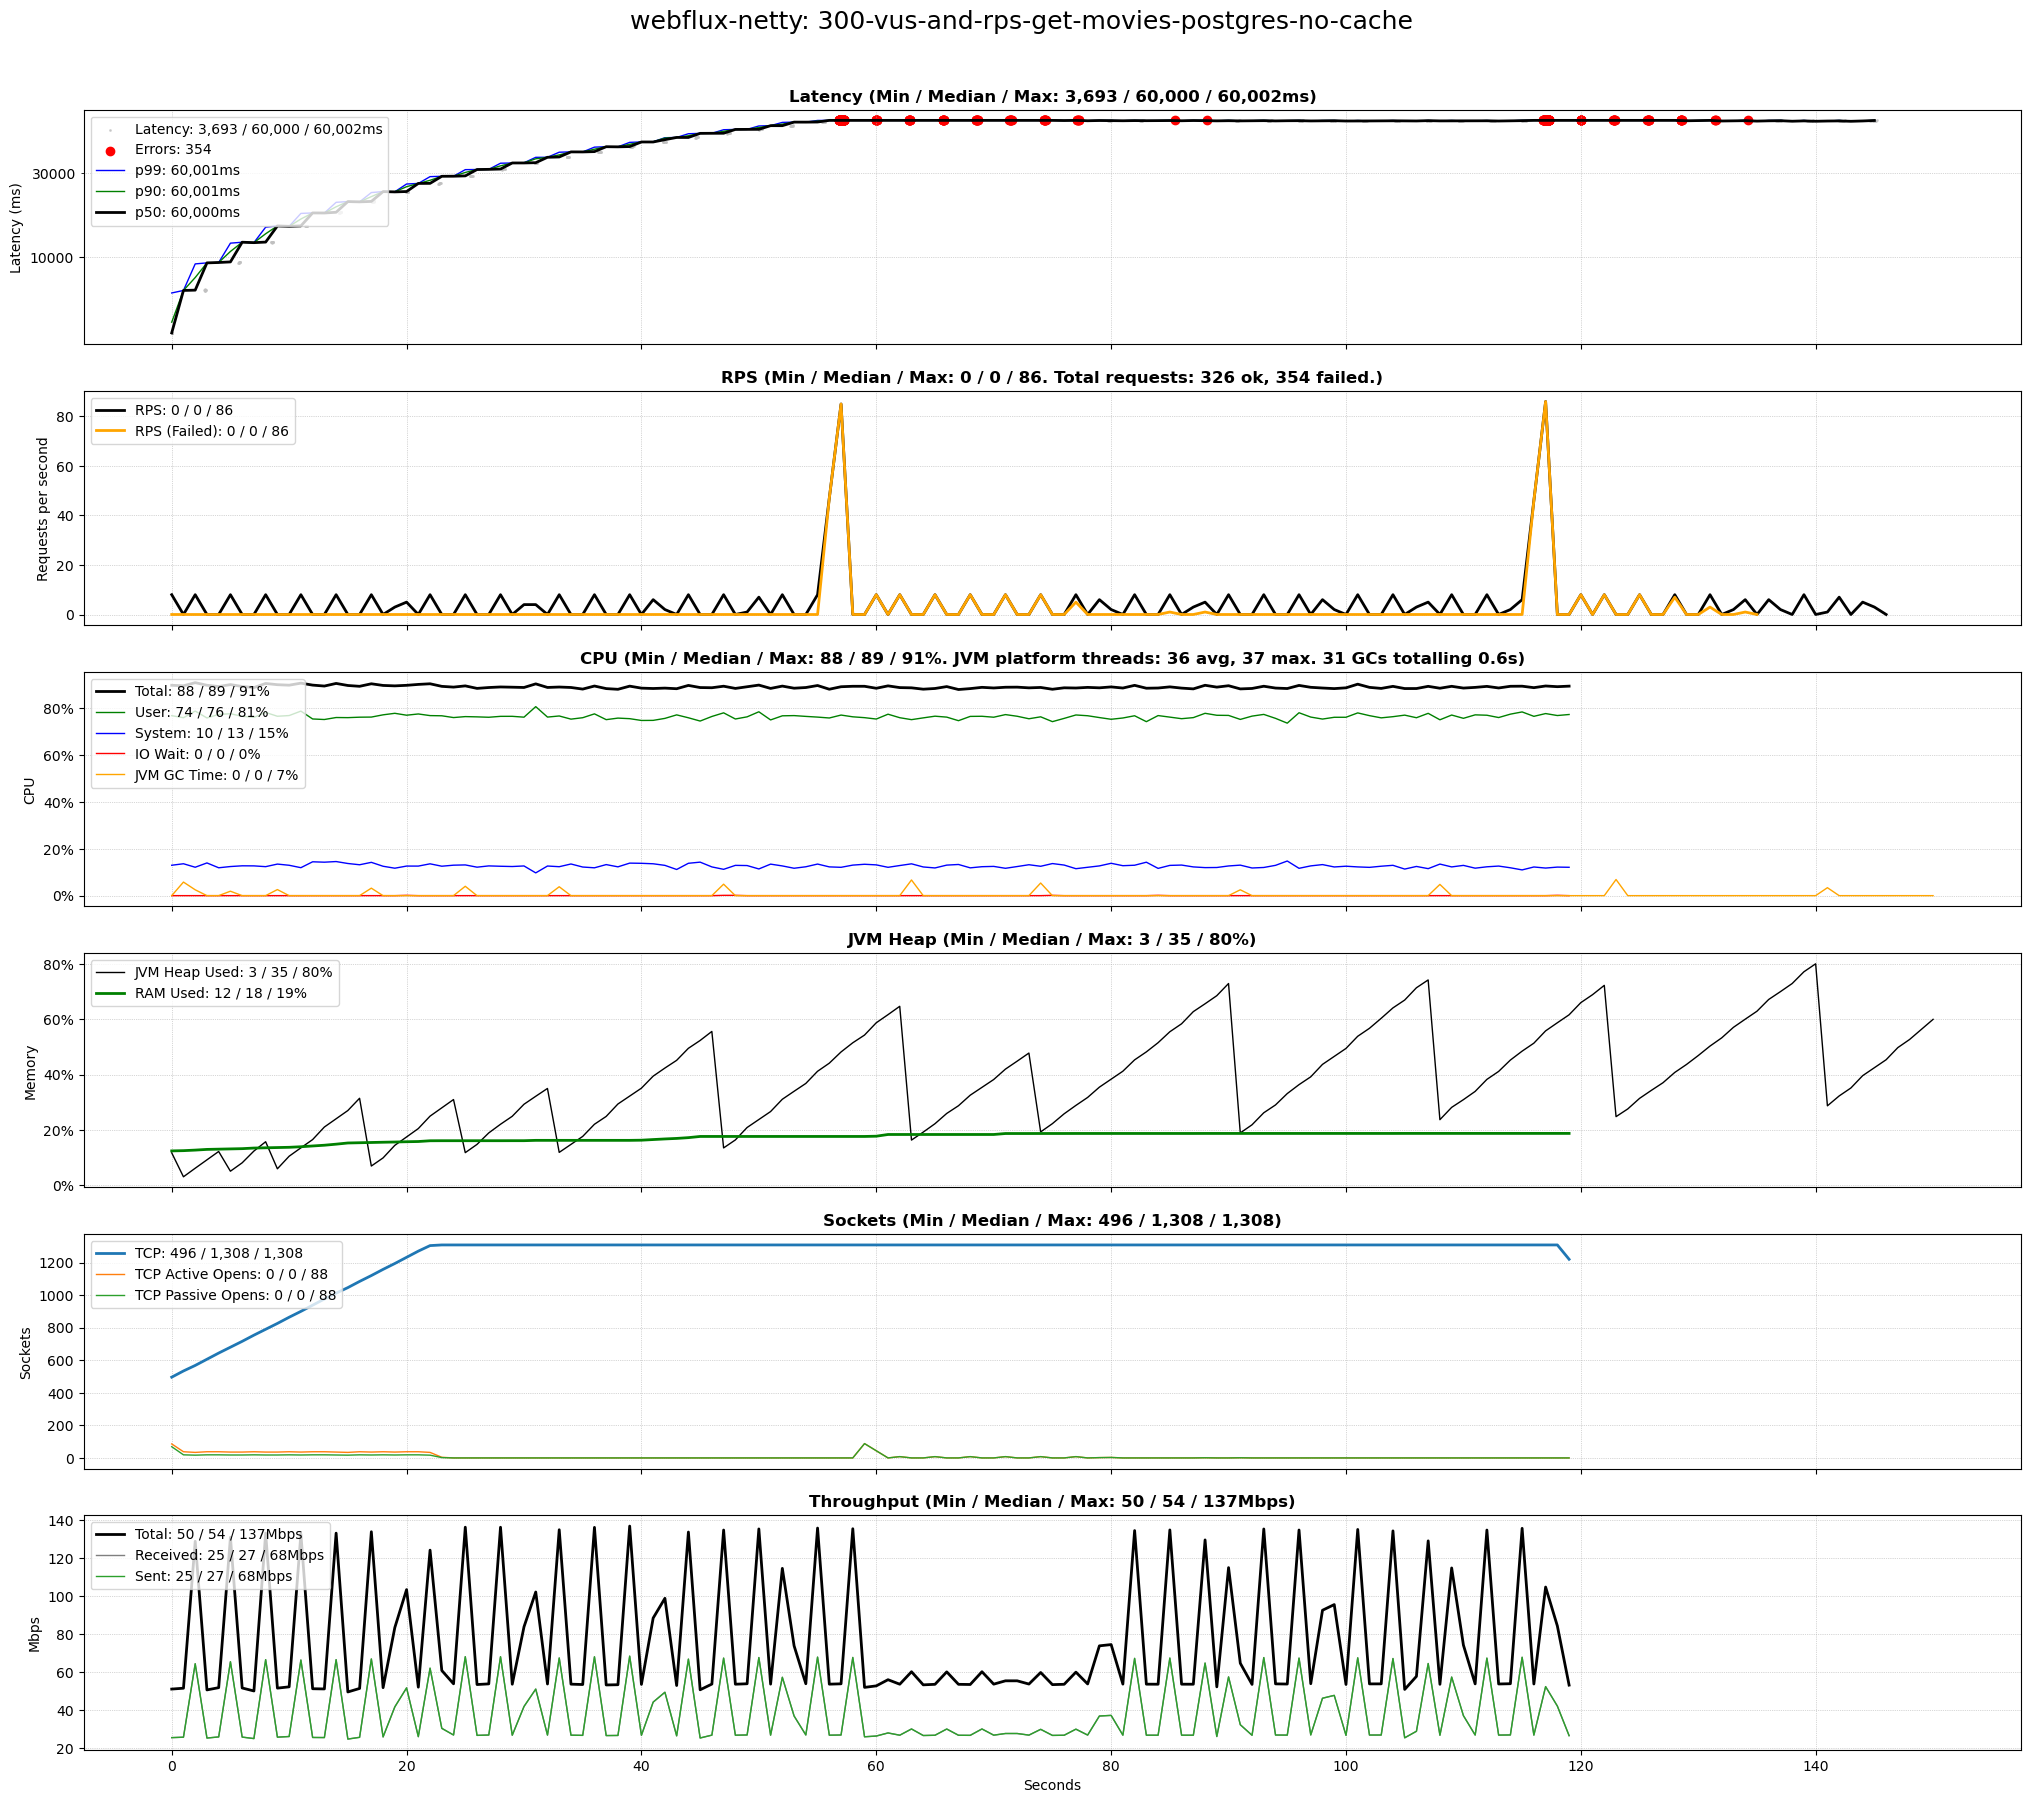 webflux-netty: 300-vus-and-rps-get-movies-postgres-no-cache
Latency (Min / Median / Max: 3,693 / 60,000 / 60,002ms)
Latency: 3,693 / 60,000 / 60,002ms
Errors: 354
p99: 60,001ms
p90: 60,001ms
p50: 60,000ms
30000
10000
Latency (ms)
RPS (Min / Median / Max: 0 / 0 / 86. Total requests: 326 ok, 354 failed.)
RPS: 0 / 0 / 86
RPS (Failed): 0 / 0 / 86
80
60
40
20
0
Requests per second
CPU (Min / Median / Max: 88 / 89 / 91%. JVM platform threads: 36 avg, 37 max. 31 GCs totalling 0.6s)
Total: 88 / 89 / 91%
User: 74 / 76 / 81%
System: 10 / 13 / 15%
IO Wait: 0 / 0 / 0%
JVM GC Time: 0 / 0 / 7%
80%
60%
40%
20%
0%
CPU
JVM Heap (Min / Median / Max: 3 / 35 / 80%)
JVM Heap Used: 3 / 35 / 80%
RAM Used: 12 / 18 / 19%
80%
60%
40%
20%
0%
Memory
Sockets (Min / Median / Max: 496 / 1,308 / 1,308)
TCP: 496 / 1,308 / 1,308
TCP Active Opens: 0 / 0 / 88
TCP Passive Opens: 0 / 0 / 88
1200
1000
800
600
400
200
0
Sockets
Throughput (Min / Median / Max: 50 / 54 / 137Mbps)
Total: 50 / 54 / 137Mbps
Received: 25 / 27 / 68Mbps
Sent: 25 / 27 / 68Mbps
140
120
100
80
60
40
20
Mbps
0 20 40 60 80 100 120 140
Seconds